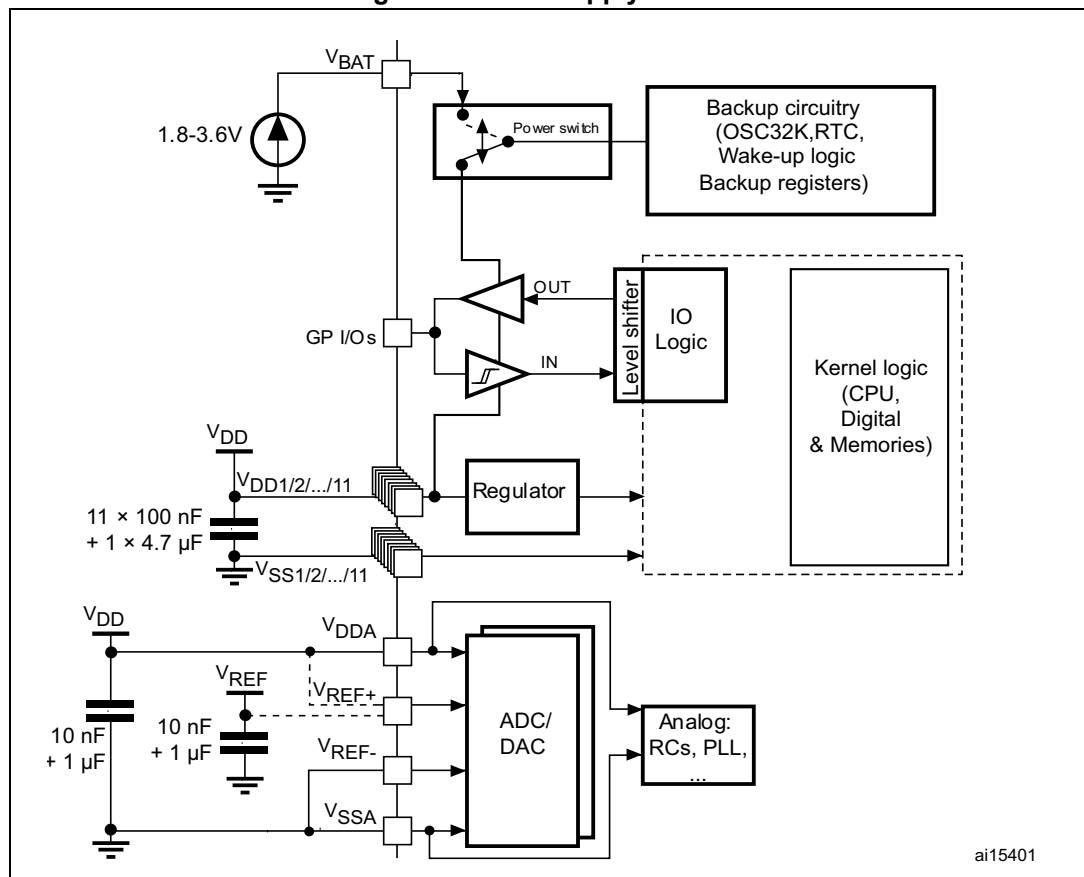 VBAT
1.8-3.6V
Power switch
Backup circuitry
(OSC32K,RTC,
Wake-up logic
Backup registers)
OUT
GP I/Os
IN
Level shifter
IO
Logic
Kernel logic
(CPU,
Digital
& Memories)
VDD
VDD1/2/.../11
Regulator
11 × 100 nF
+ 1 × 4.7 µF
VSS1/2/.../11
VDD
VDDA
VREF
VREF+
10 nF
+ 1 µF
10 nF
+ 1 µF
VREF-
VSSA
ADC/
DAC
Analog:
RCs, PLL,
...
ai15401